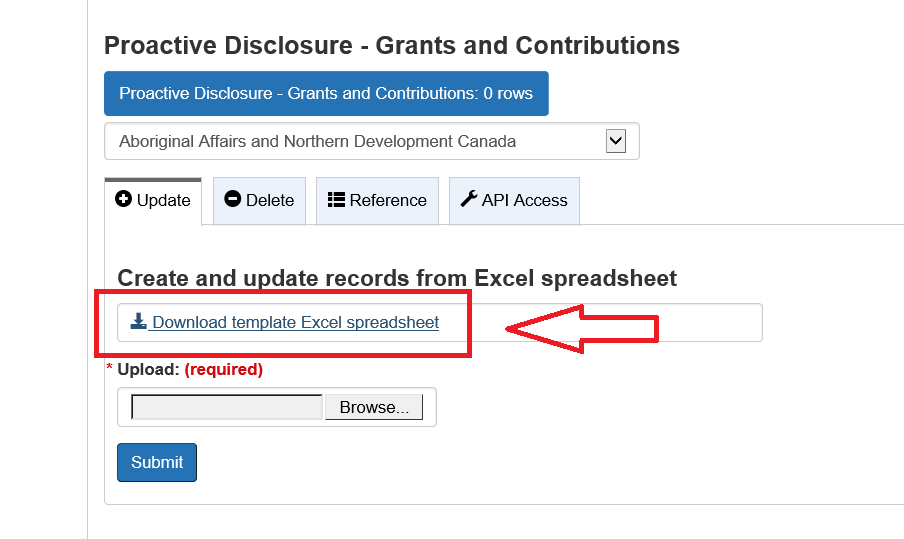 Proactive Disclosure - Grants and Contributions
Proactive Disclosure - Grants and Contributions: 0 rows
Aboriginal Affairs and Northern Development Canada
Update Delete Reference API Access
Create and update records from Excel spreadsheet
Download template Excel spreadsheet
* Upload: (required)
Browse...
Submit